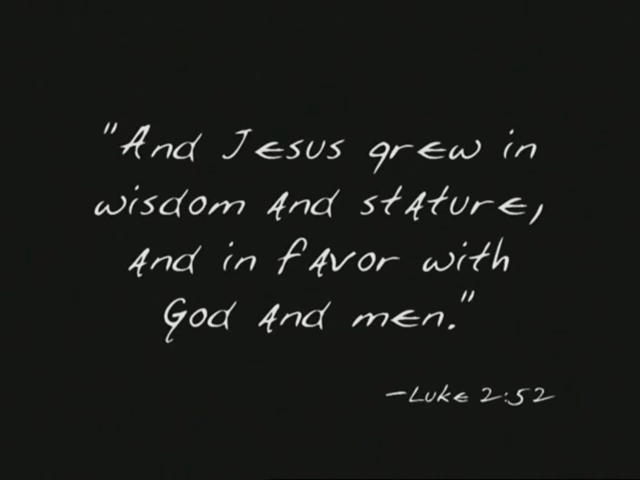 "And Jesus grew in
wisdom and stature,
and in favor with
God and men."
-Luke 2:52